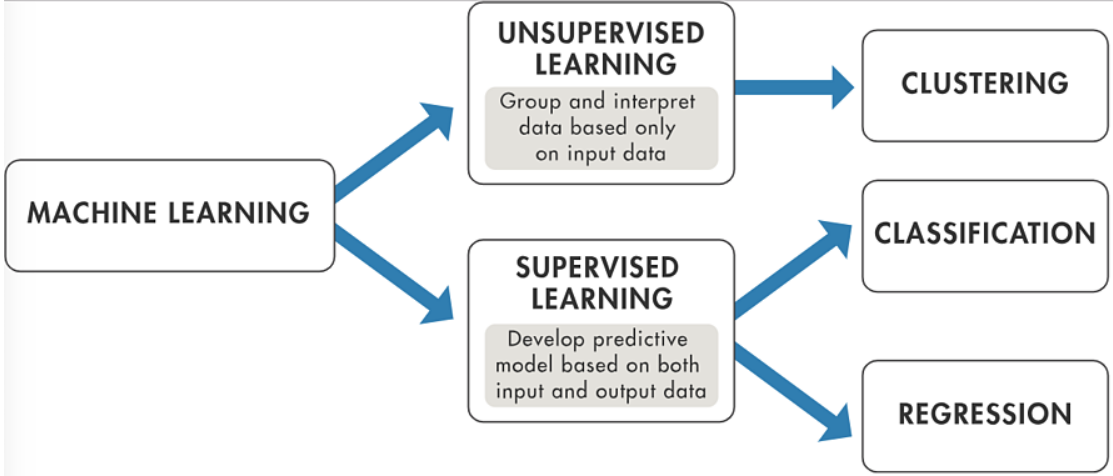 MACHINE LEARNING
UNSUPERVISED
LEARNING
Group and interpret
data based only
on input data
SUPERVISED
LEARNING
Develop predictive
model based on both
input and output data
CLUSTERING
CLASSIFICATION
REGRESSION